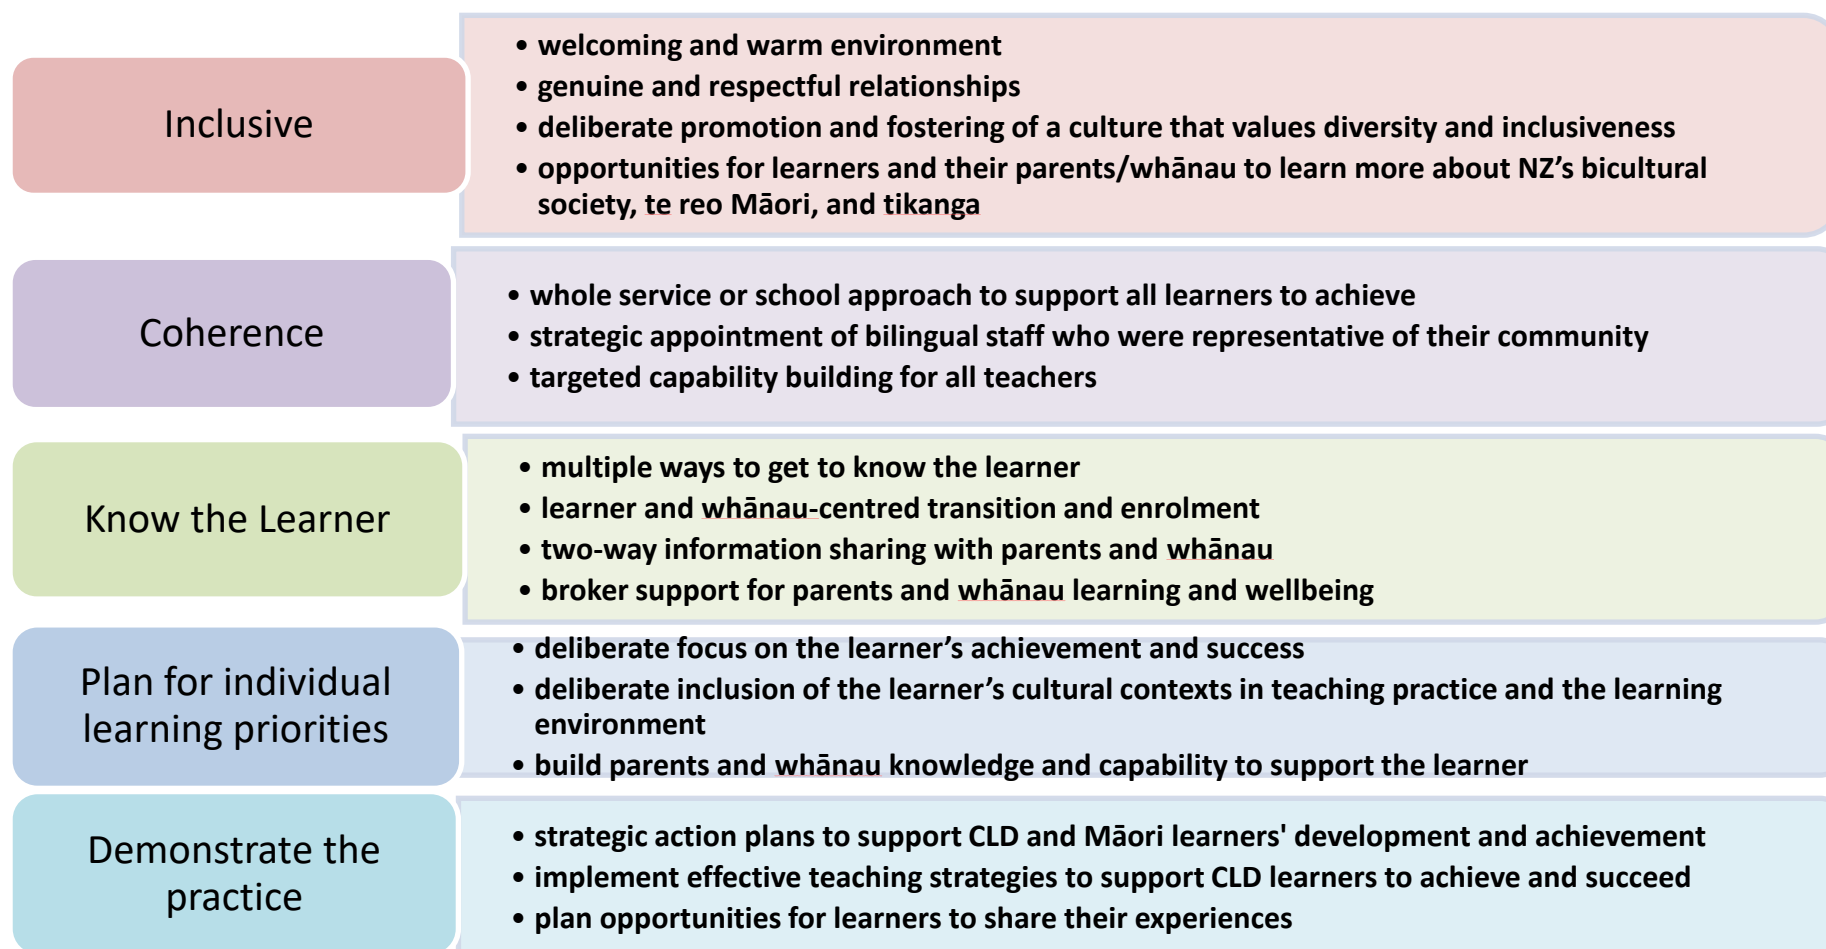 Inclusive
• welcoming and warm environment
• genuine and respectful relationships
• deliberate promotion and fostering of a culture that values diversity and inclusiveness
• opportunities for learners and their parents/whānau to learn more about NZ’s bicultural
society, te reo Māori, and tikanga
Coherence
• whole service or school approach to support all learners to achieve
• strategic appointment of bilingual staff who were representative of their community
• targeted capability building for all teachers
Know the Learner
• multiple ways to get to know the learner
• learner and whānau-centred transition and enrolment
• two-way information sharing with parents and whānau
• broker support for parents and whānau learning and wellbeing
Plan for individual
learning priorities
• deliberate focus on the learner’s achievement and success
• deliberate inclusion of the learner’s cultural contexts in teaching practice and the learning
environment
• build parents and whānau knowledge and capability to support the learner
Demonstrate the
practice
• strategic action plans to support CLD and Māori learners' development and achievement
• implement effective teaching strategies to support CLD learners to achieve and succeed
• plan opportunities for learners to share their experiences